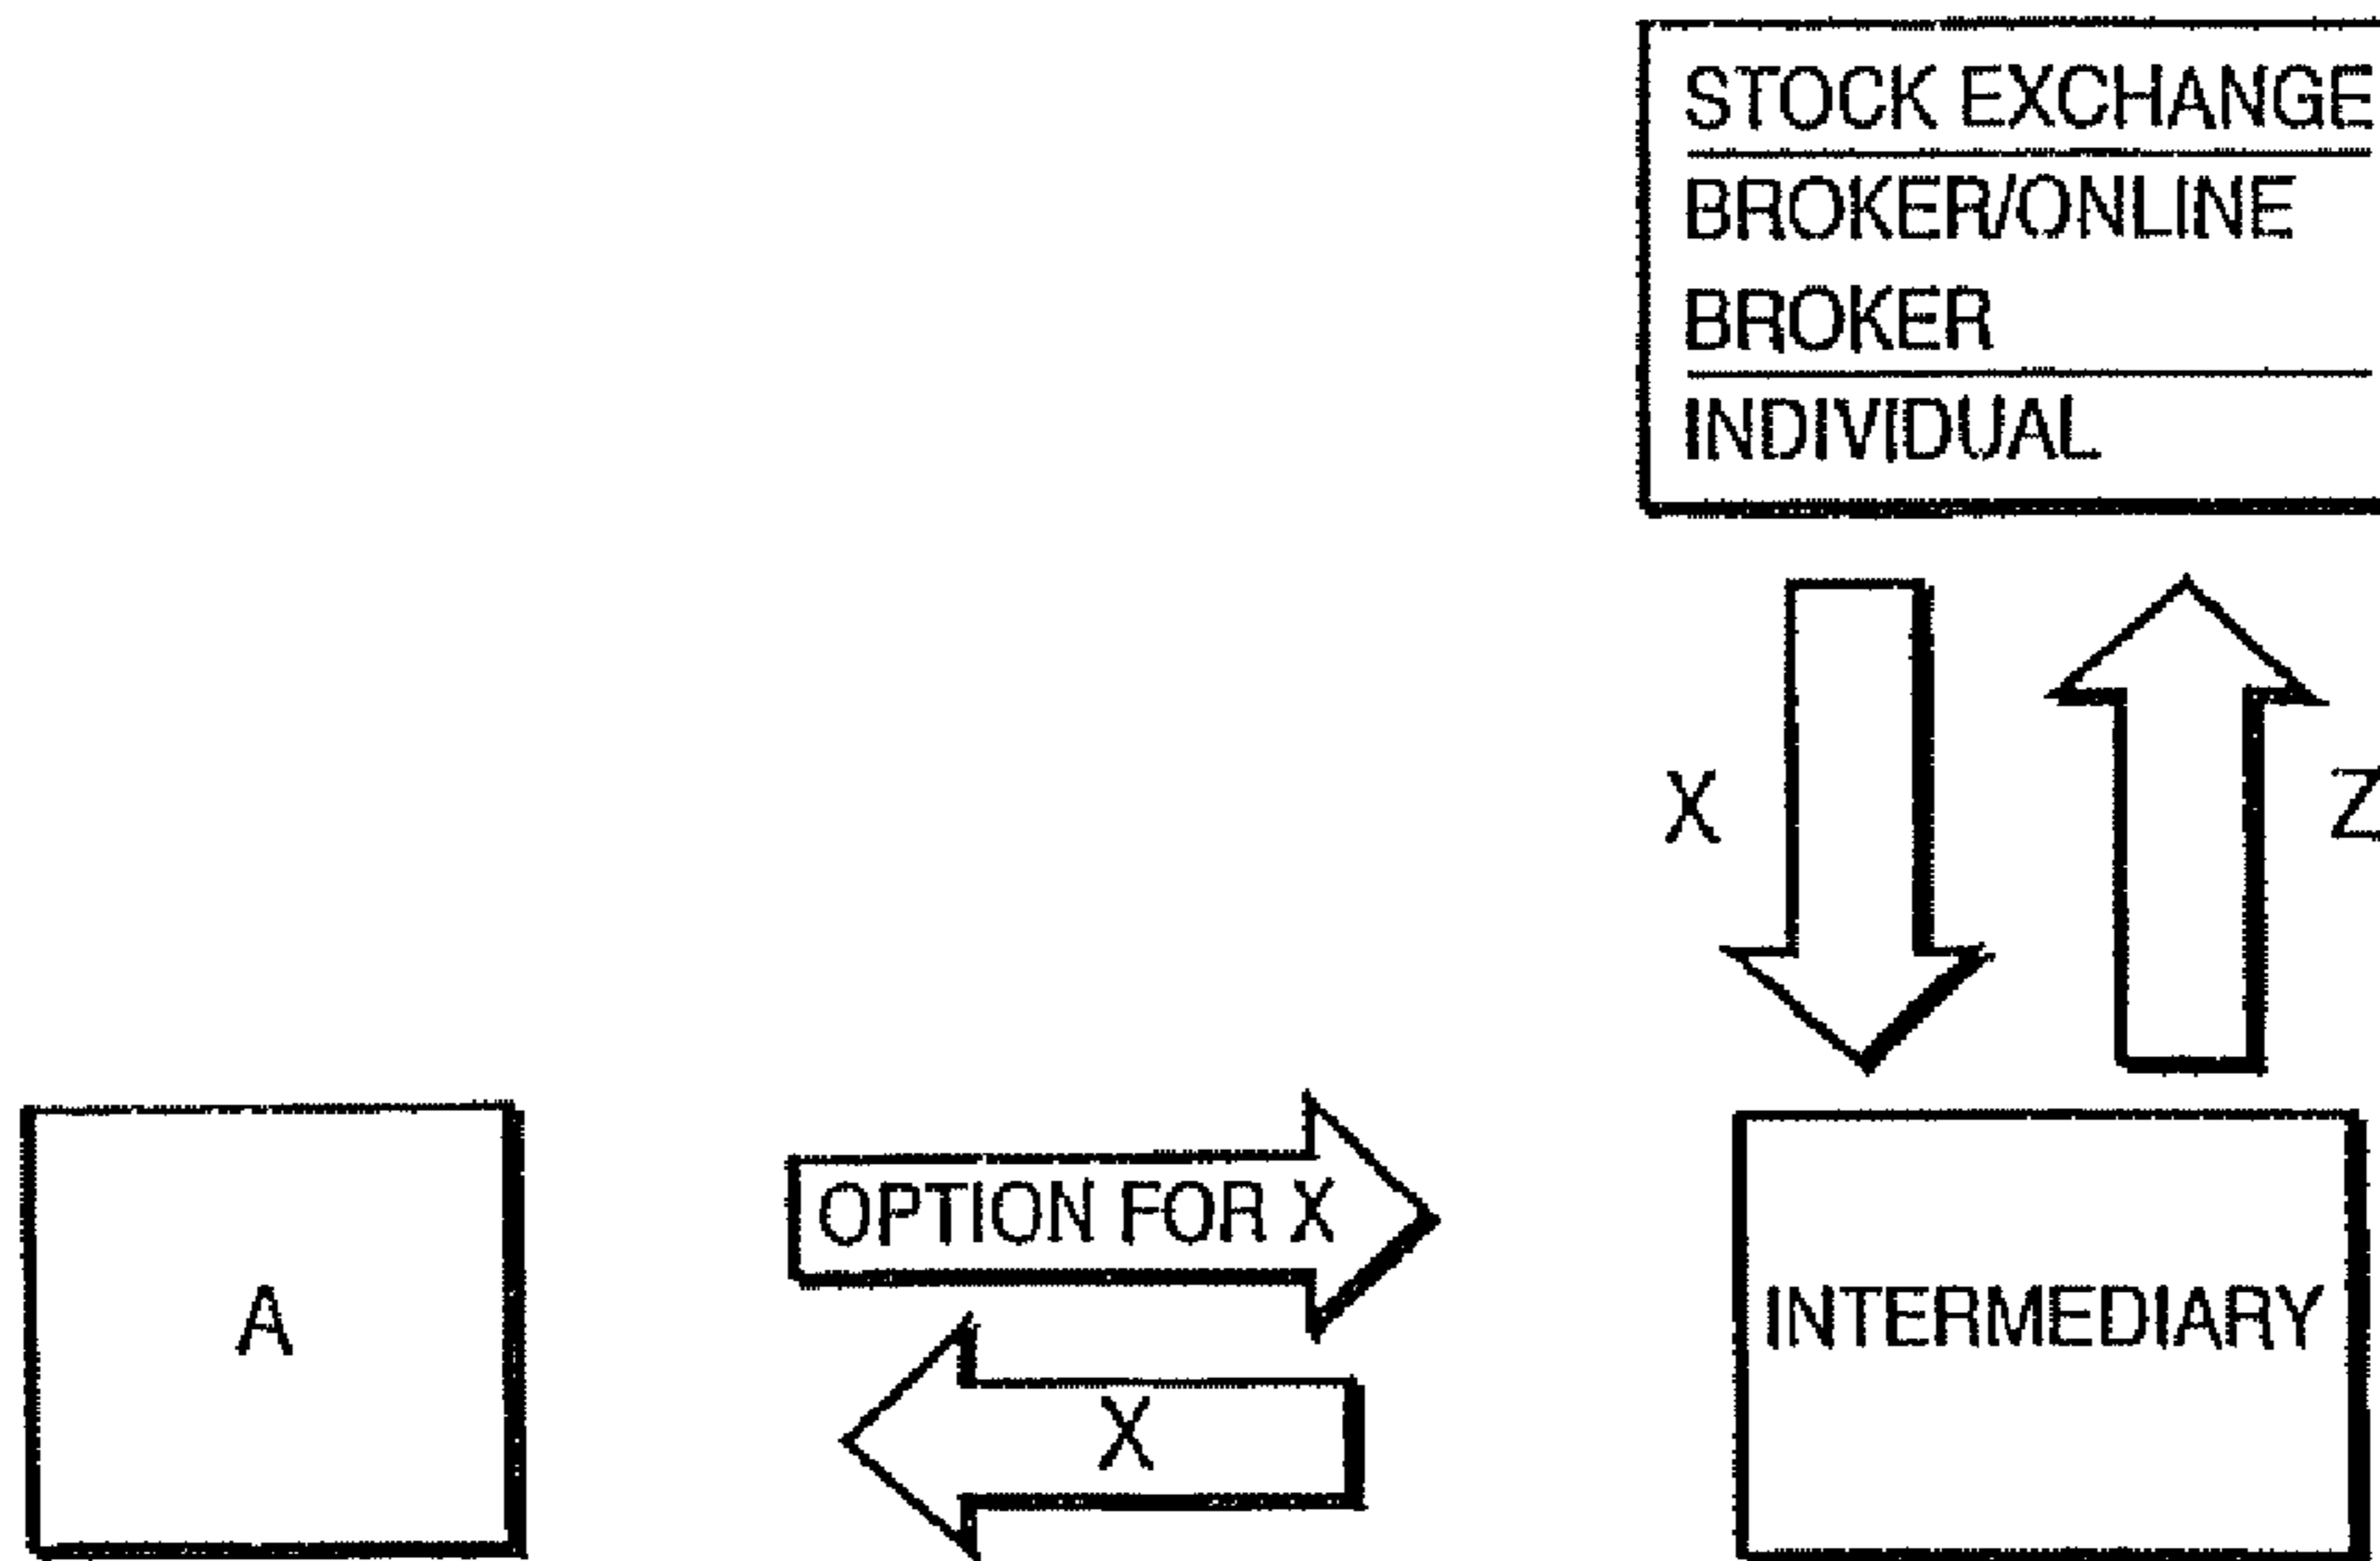 STOCK EXCHANGE
BROKER/ONLINE
BROKER
INDIVIDUAL
X
Z
OPTION FOR X
A
INTERMEDIARY
X